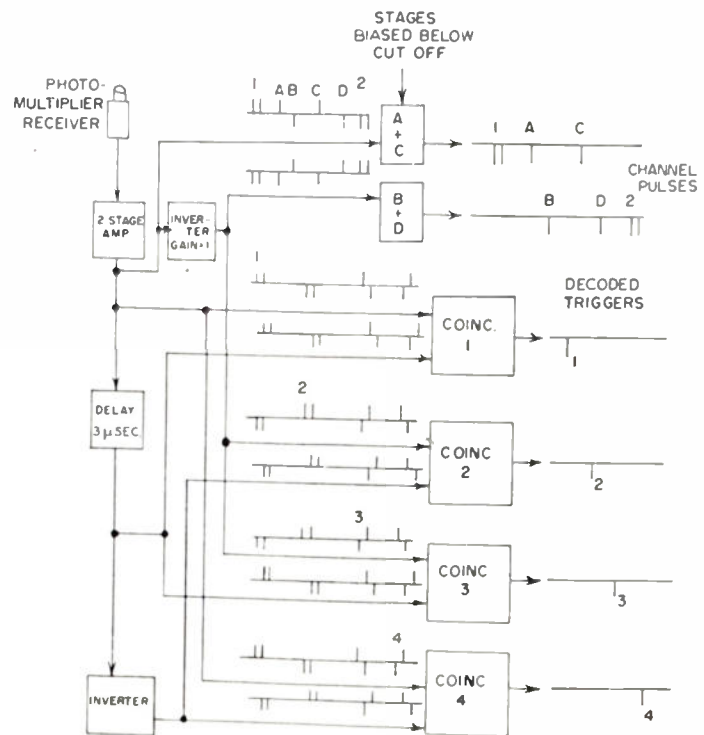 STAGES
BIASED BELOW
CUT OFF
PHOTO-
MULTIPLIER
RECEIVER
1 A B C D 2
A
+
C
1 A C
CHANNEL
PULSES
2 STAGE
AMP
INVER-
TER
GAIN=1
B
+
D
B D 2
1
DECODED
TRIGGERS
COINC.
1
1
DELAY
3 μSEC.
2
COINC
2
2
3
COINC
3
3
4
COINC
4
4
INVERTER